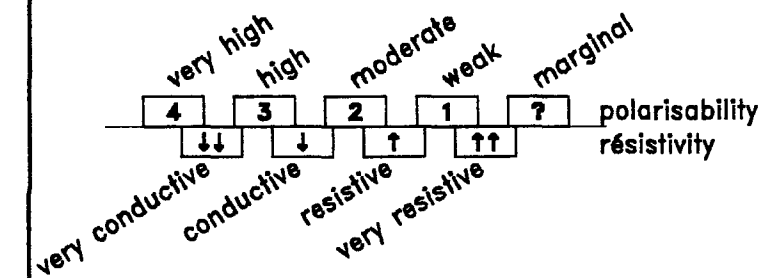 very high
high
moderate
weak
marginal
4 3 2 1 ? polarisability
↓↓ ↓ ↑ ↑↑ résistivity
very conductive
conductive
resistive
very resistive